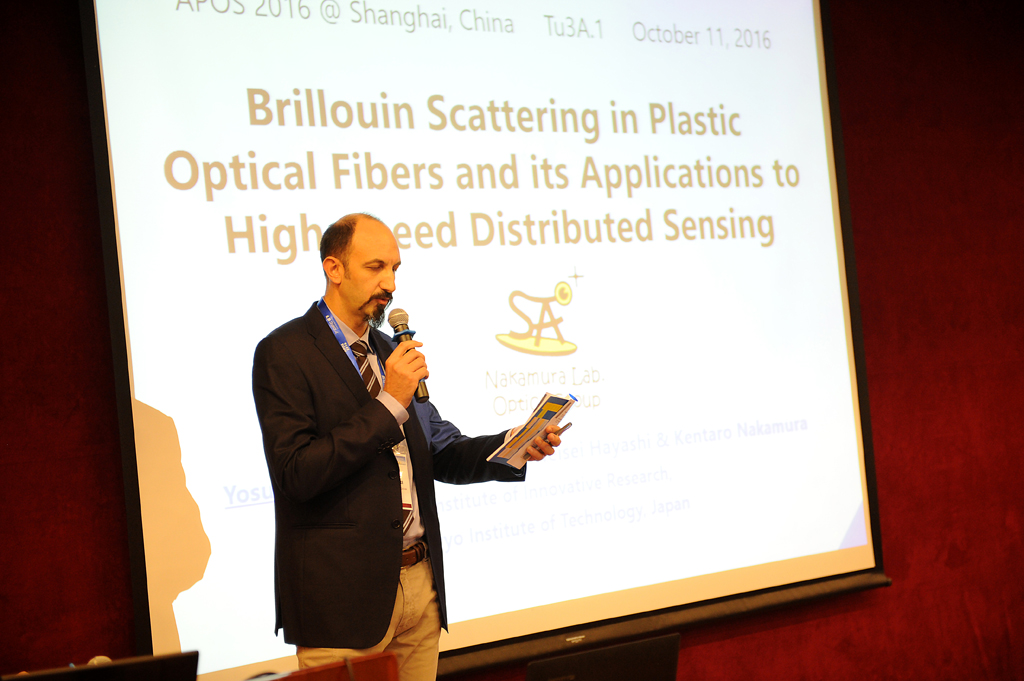 APOS 2016 @ Shanghai, China Tu3A.1 October 11, 2016
Brillouin Scattering in Plastic
Optical Fibers and its Applications to
High eed Distributed Sensing
SA
Nakamura Lab.
Hayashi & Kentaro Nakamura
Institute of Innovative Research,
Institute of Technology, Japan